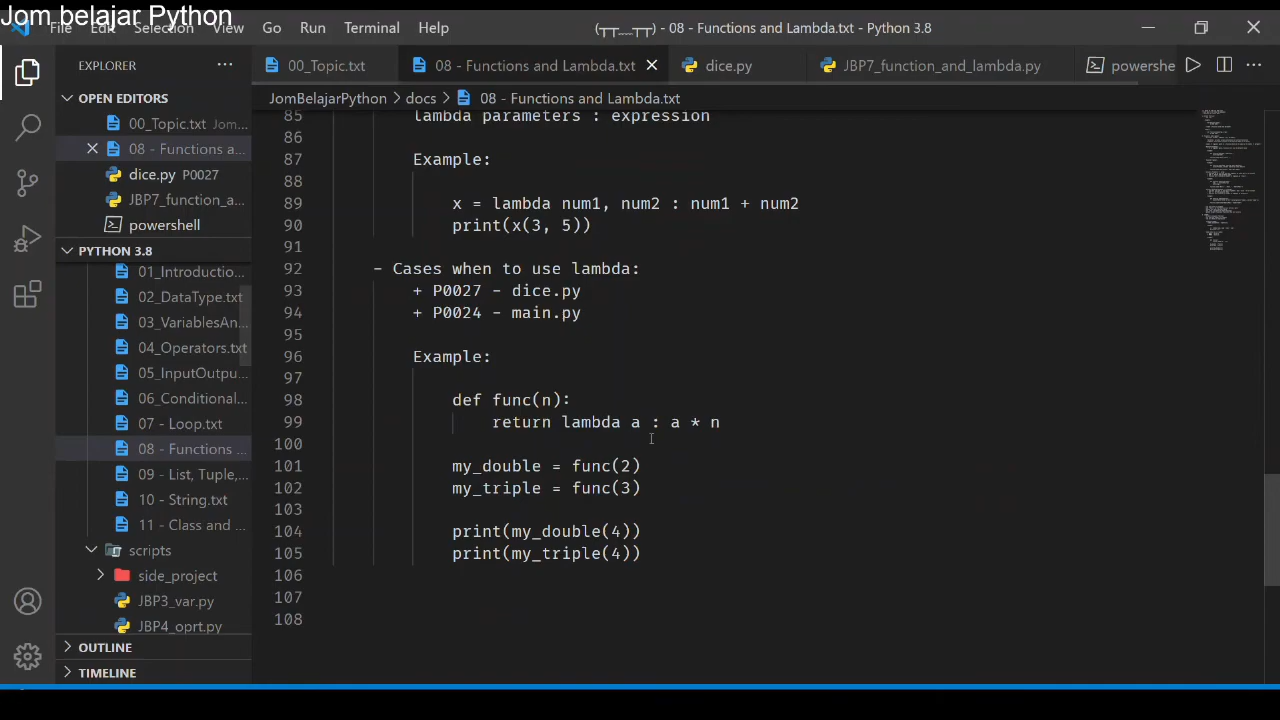 Jom belajar Python
File Edit Selection View Go Run Terminal Help
(┬┬﹏┬┬) - 08 - Functions and Lambda.txt - Python 3.8
EXPLORER ···
00_Topic.txt
08 - Functions and Lambda.txt
dice.py
JBP7_function_and_lambda.py
powershe
OPEN EDITORS
00_Topic.txt Jom...
08 - Functions a...
dice.py P0027
JBP7_function_a...
powershell
PYTHON 3.8
01_Introductio...
02_DataType.txt
03_VariablesAn...
04_Operators.txt
05_InputOutpu...
06_Conditional...
07 - Loop.txt
08 - Functions ...
09 - List, Tuple,...
10 - String.txt
11 - Class and ...
scripts
side_project
JBP3_var.py
JBP4_oprt.py
OUTLINE
TIMELINE
JomBelajarPython > docs > 08 - Functions and Lambda.txt
85 lambda parameters : expression
86
87 Example:
88
89 x = lambda num1, num2 : num1 + num2
90 print(x(3, 5))
91
92 - Cases when to use lambda:
93 + P0027 - dice.py
94 + P0024 - main.py
95
96 Example:
97
98 def func(n):
99 return lambda a : a * n
100
101 my_double = func(2)
102 my_triple = func(3)
103
104 print(my_double(4))
105 print(my_triple(4))
106
107
108